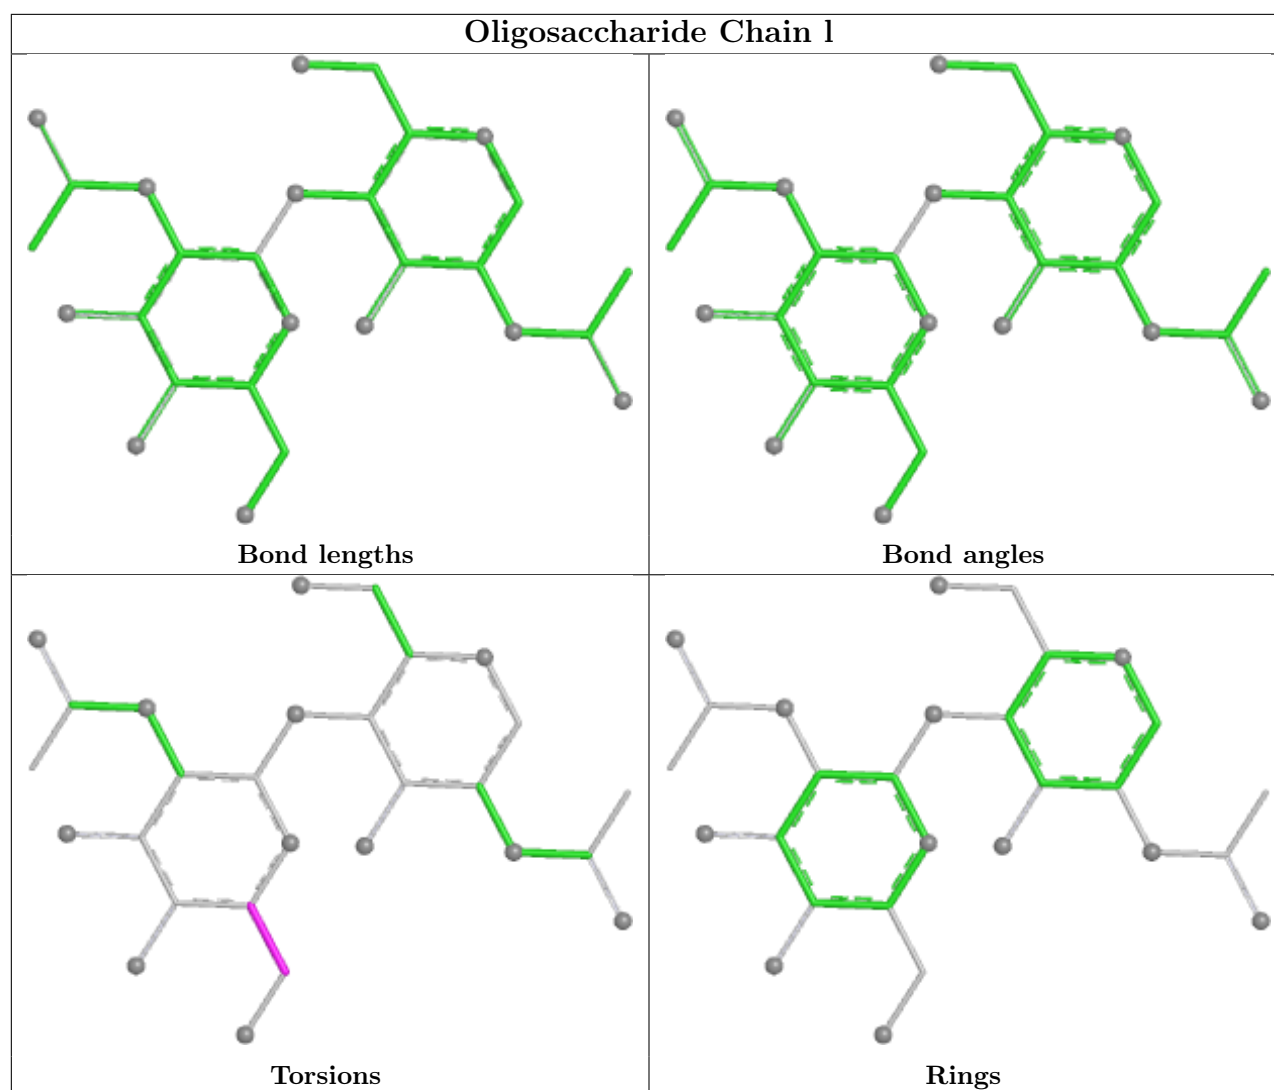 Oligosaccharide Chain l
Bond lengths
Bond angles
Torsions
Rings